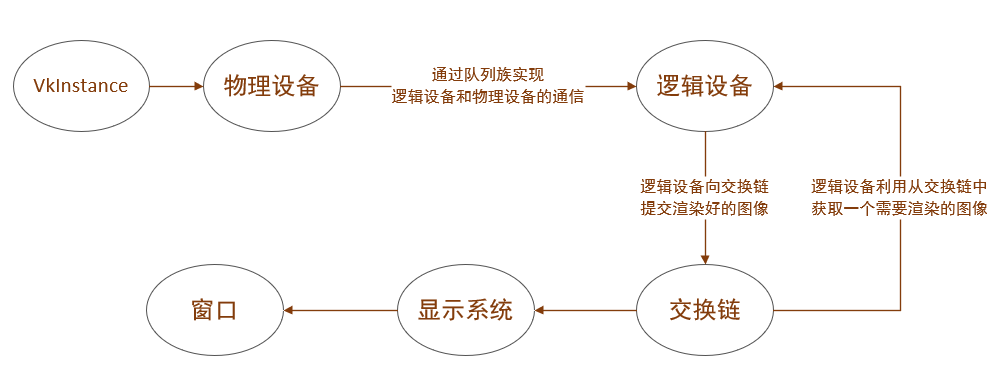 VkInstance
物理设备
通过队列族实现
逻辑设备和物理设备的通信
逻辑设备
逻辑设备向交换链
提交渲染好的图像
逻辑设备利用从交换链中
获取一个需要渲染的图像
窗口
显示系统
交换链